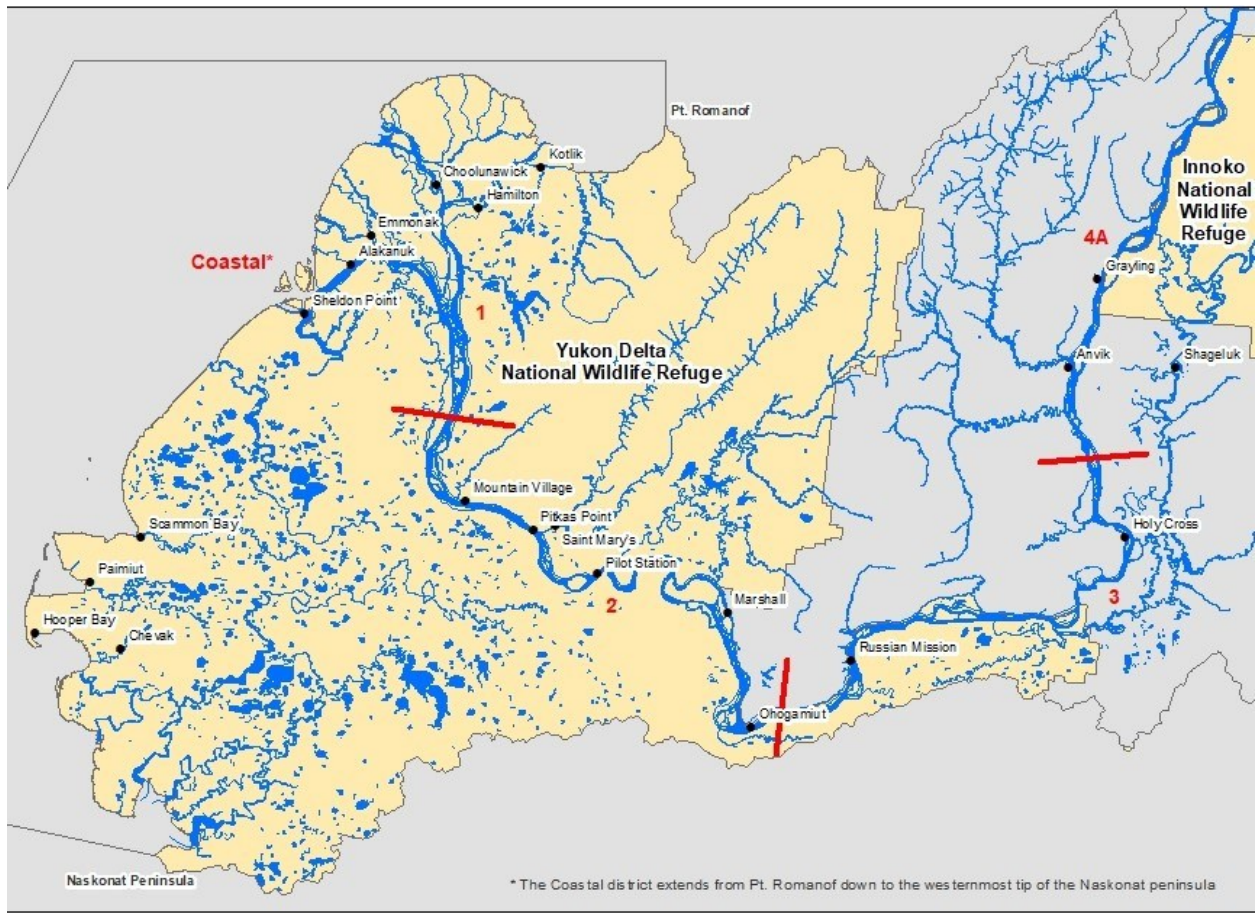 Pt. Romanof
Kotlik
Choolunawick
Hamilton
Innoko
National
Wildlife
Refuge
Emmonak
4A
Alakanuk
Coastal*
Grayling
Sheldon Point
1
Yukon Delta
National Wildlife Refuge
Anvik
Shageluk
Mountain Village
Pitkas Point
Saint Mary's
Scammon Bay
Holy Cross
Pilot Station
Paimiut
2
Marshall
3
Hooper Bay
Chevak
Russian Mission
Ohogamiut
Naskonat Peninsula
* The Coastal district extends from Pt. Romanof down to the westernmost tip of the Naskonat peninsula